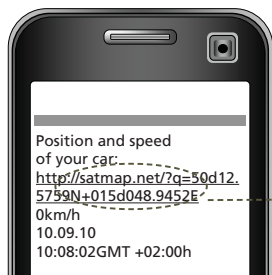 Position and speed
of your car:
http://satmap.net/?q=50d12.
5759N+015d048.9452E
0km/h
10.09.10
10:08:02GMT +02:00h